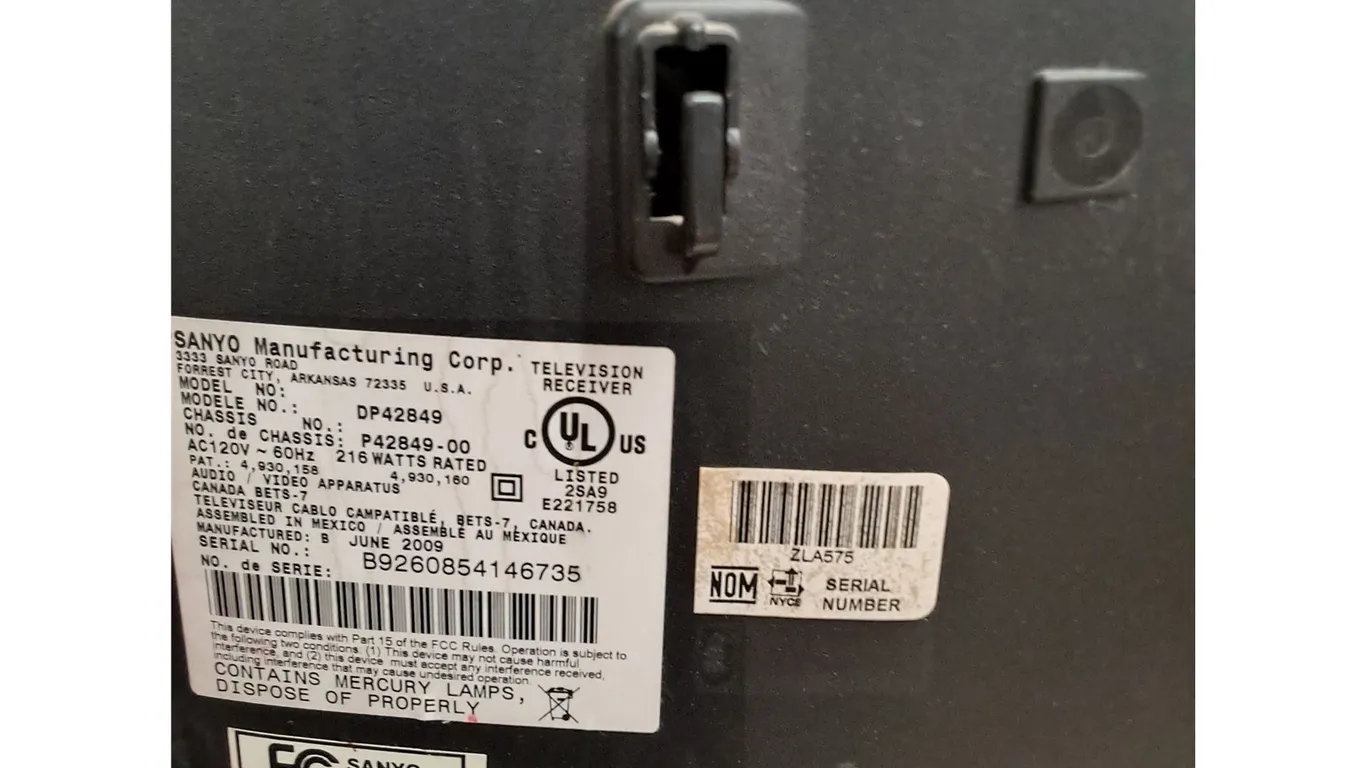 SANYO Manufacturing Corp.
3333 SANYO ROAD
FORREST CITY, ARKANSAS 72335 U.S.A.
TELEVISION
RECEIVER
MODEL NO:
MODELE NO.: DP42849
CHASSIS NO.:
NO. de CHASSIS: P42849-00
AC120V ~ 60Hz 216 WATTS RATED
PAT.: 4,930,158 4,930,160
AUDIO / VIDEO APPARATUS
CANADA BETS-7
C UL US
®
LISTED
2SA9
E221758
TELEVISEUR CABLO CAMPATIBLÉ, BETS-7, CANADA.
ASSEMBLED IN MEXICO / ASSEMBLÉ AU MEXIQUE
MANUFACTURED: B JUNE 2009
SERIAL NO.:
NO. de SERIE: B9260854146735
This device complies with Part 15 of the FCC Rules. Operation is subject to
the following two conditions. (1) This device may not cause harmful
interference, and (2) this device must accept any interference received,
including interference that may cause undesired operation.
CONTAINS MERCURY LAMPS,
DISPOSE OF PROPERLY
FC SANYO
ZLA575
NOM NYCE SERIAL
NUMBER